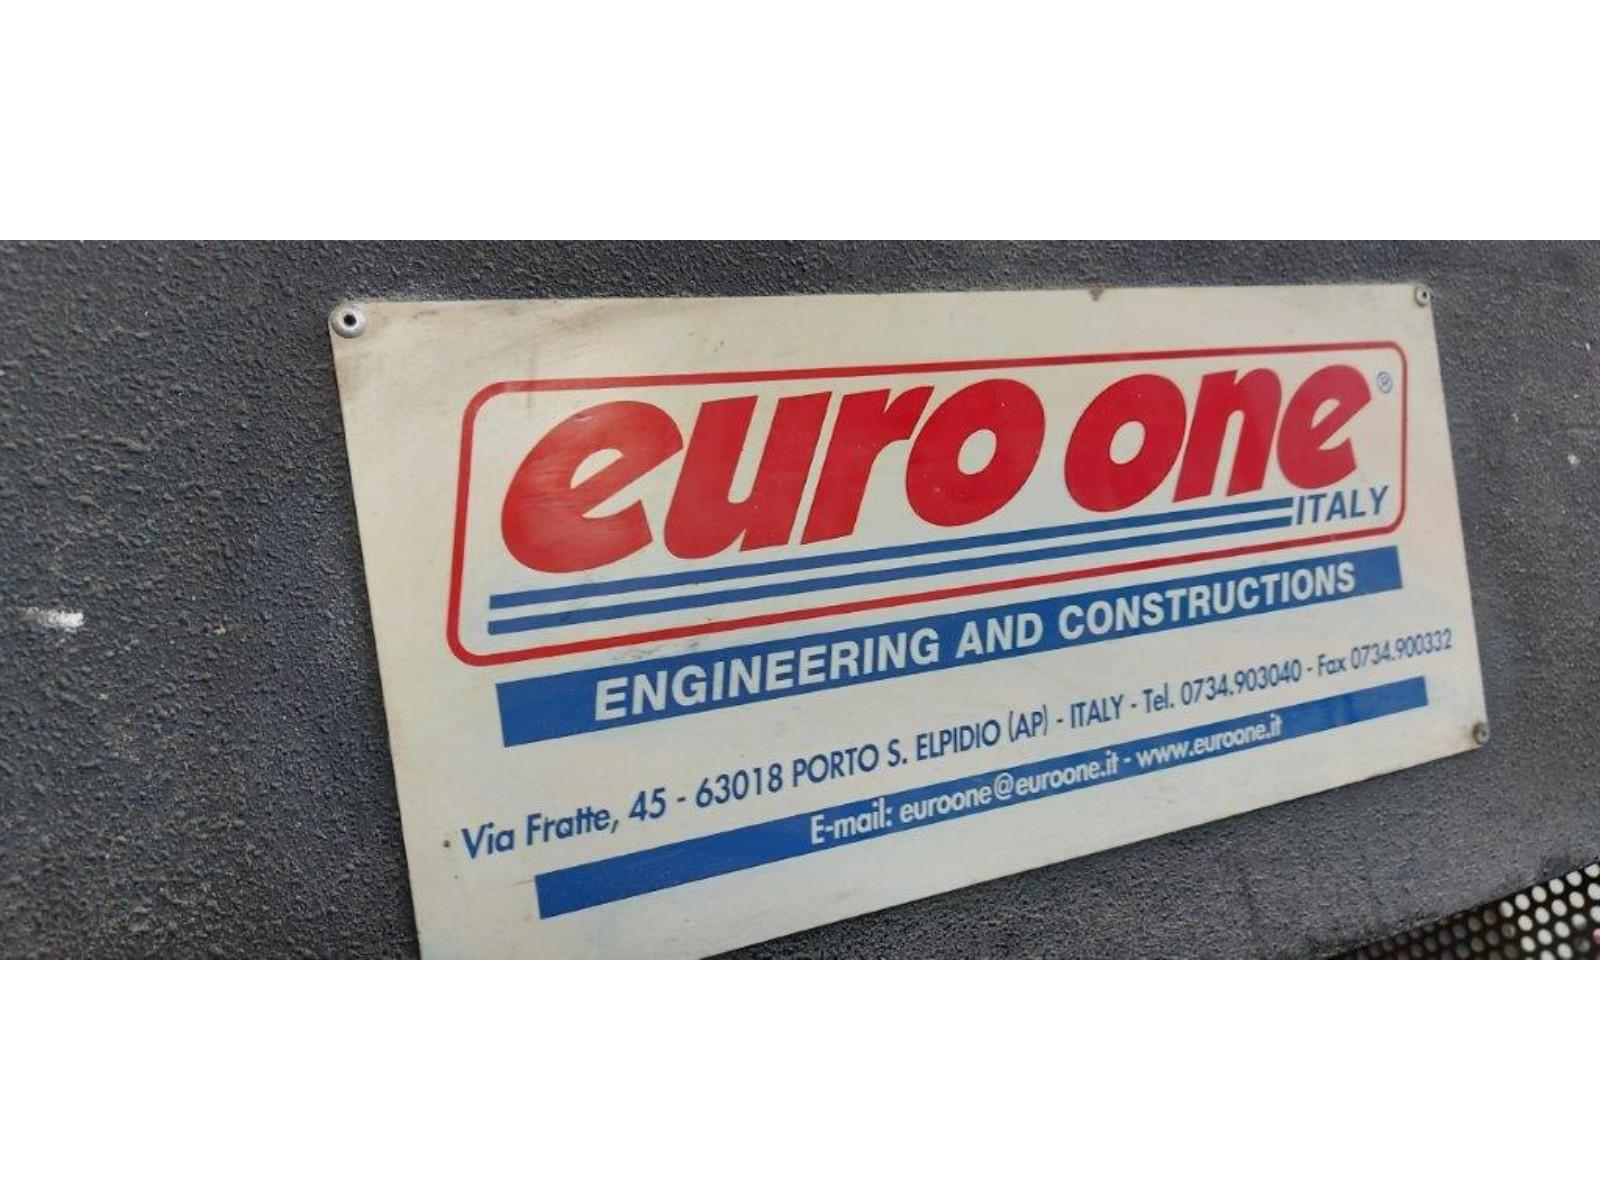 euro one ®
ITALY
ENGINEERING AND CONSTRUCTIONS
Via Fratte, 45 - 63018 PORTO S. ELPIDIO (AP) - ITALY - Tel. 0734.903040 - Fax 0734.900332
E-mail: euroone@euroone.it - www.euroone.it